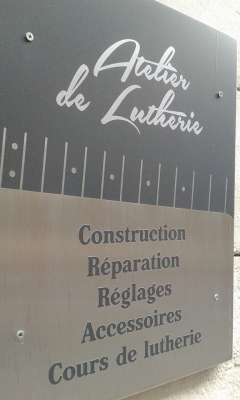 Atelier
de Lutherie
Construction
Réparation
Réglages
Accessoires
Cours de lutherie